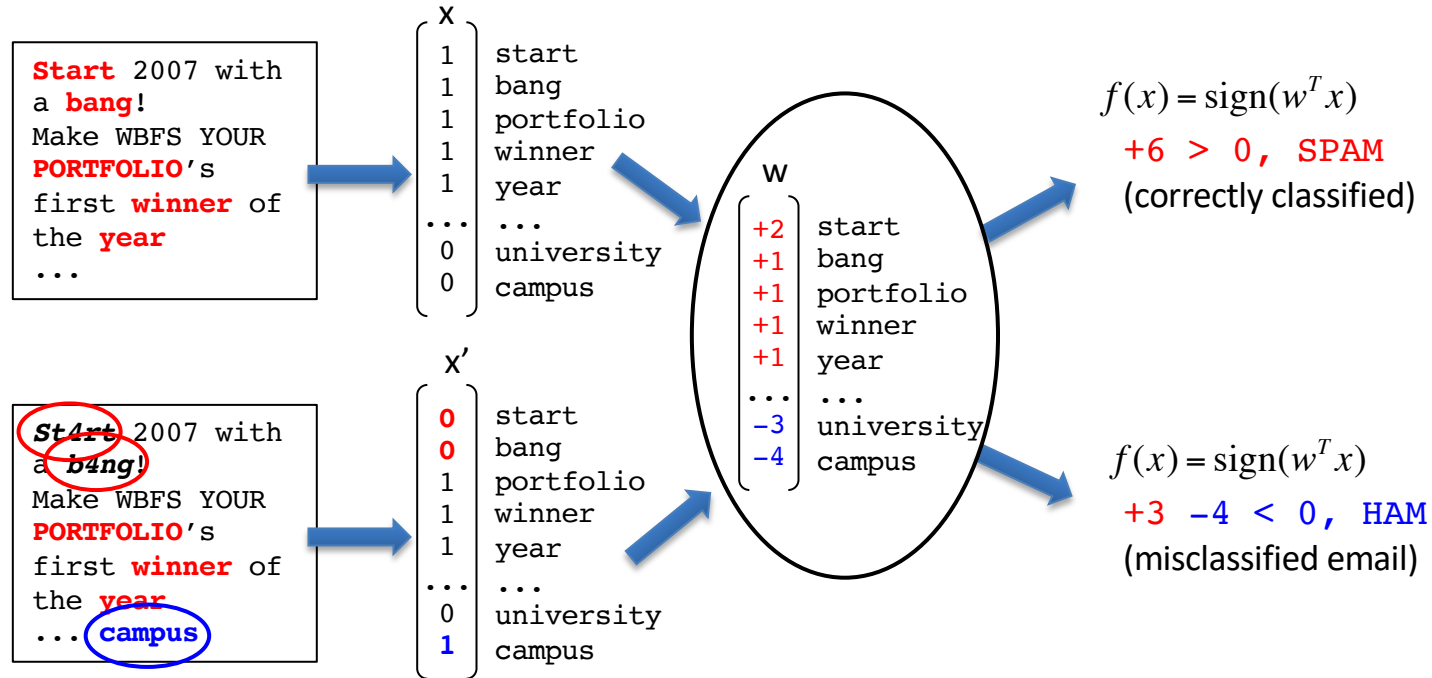 Start 2007 with
a bang!
Make WBFS YOUR
PORTFOLIO's
first winner of
the year
...
x
1 start
1 bang
1 portfolio
1 winner
1 year
... ...
0 university
0 campus
St4rt 2007 with
a b4ng!
Make WBFS YOUR
PORTFOLIO's
first winner of
the year
... campus
x’
0 start
0 bang
1 portfolio
1 winner
1 year
... ...
0 university
1 campus
w
+2 start
+1 bang
+1 portfolio
+1 winner
+1 year
... ...
-3 university
-4 campus
f(x) = sign(wᵀ x)
+6 > 0, SPAM
(correctly classified)
f(x) = sign(wᵀ x)
+3 -4 < 0, HAM
(misclassified email)